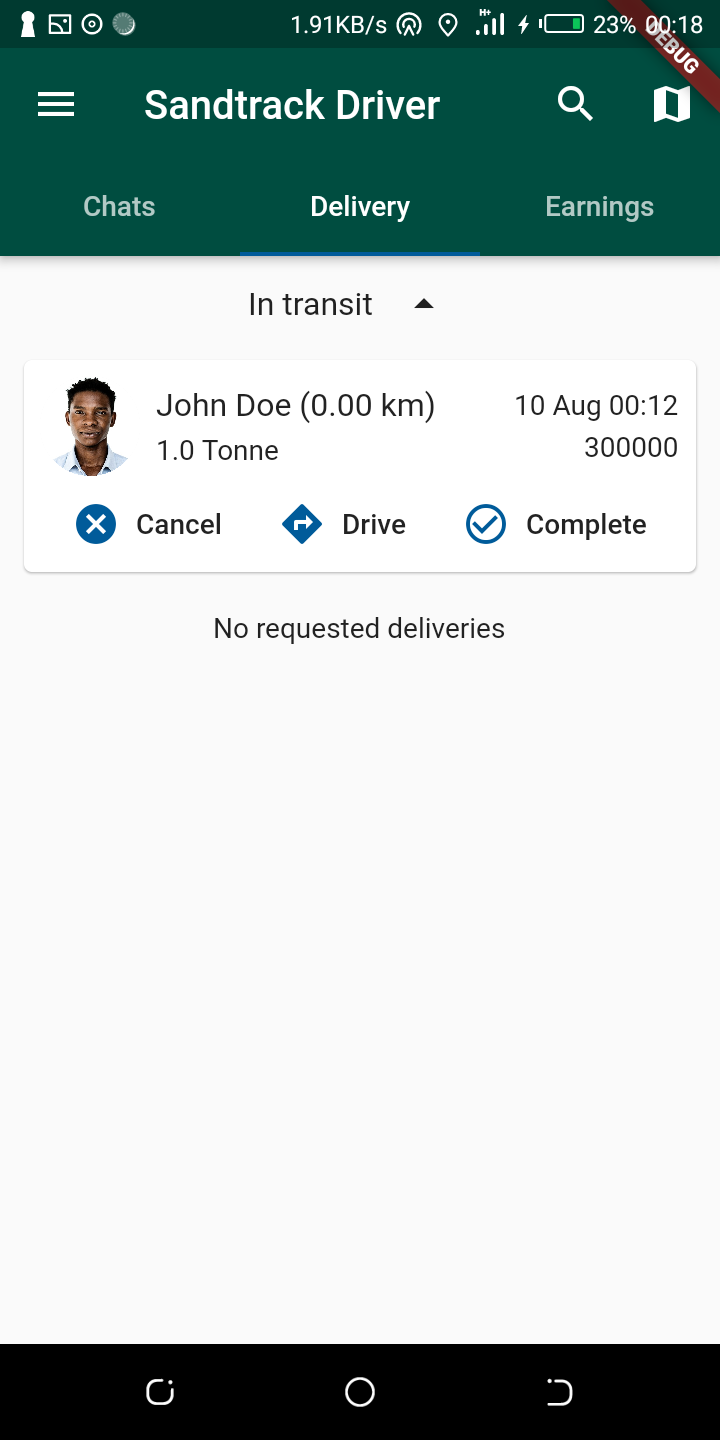 1.91KB/s H+ 23% 00:18
DEBUG
Sandtrack Driver
Chats Delivery Earnings
In transit
John Doe (0.00 km) 10 Aug 00:12
1.0 Tonne 300000
Cancel Drive Complete
No requested deliveries